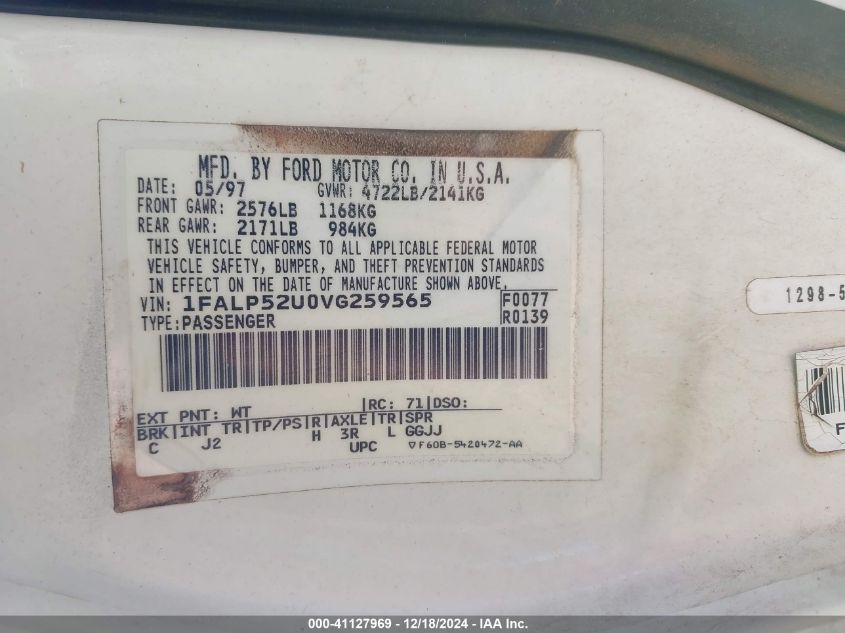 MFD. BY FORD MOTOR CO. IN U.S.A.
DATE: 05/97 GVWR: 4722LB/2141KG
FRONT GAWR: 2576LB 1168KG
REAR GAWR: 2171LB 984KG
THIS VEHICLE CONFORMS TO ALL APPLICABLE FEDERAL MOTOR
VEHICLE SAFETY, BUMPER, AND THEFT PREVENTION STANDARDS
IN EFFECT ON THE DATE OF MANUFACTURE SHOWN ABOVE.
VIN: 1FALP52U0VG259565 F0077
TYPE: PASSENGER R0139
EXT PNT: WT RC: 71 DSO:
BRK INT TR TP/PS R AXLE TR SPR
C J2 H 3R L GGJJ
UPC ▽F60B-5420472-AA
1298-5
F
000-41127969 - 12/18/2024 - IAA Inc.